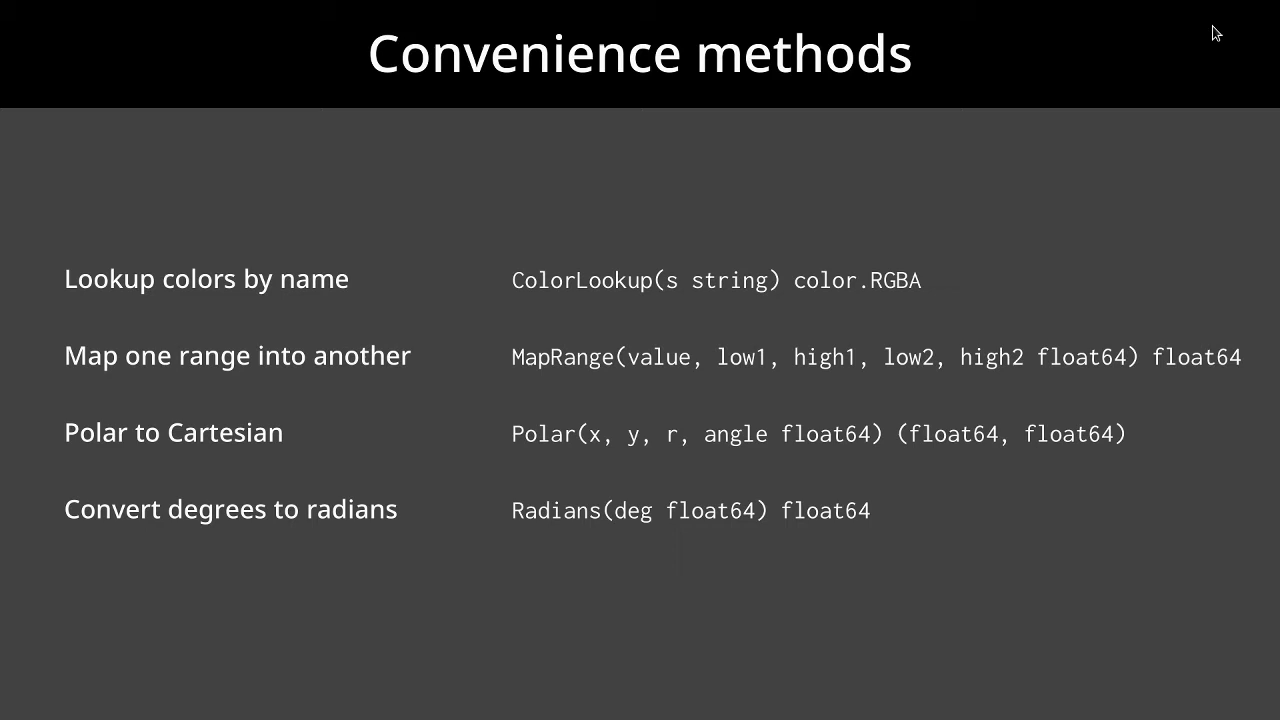 Convenience methods
Lookup colors by name ColorLookup(s string) color.RGBA
Map one range into another MapRange(value, low1, high1, low2, high2 float64) float64
Polar to Cartesian Polar(x, y, r, angle float64) (float64, float64)
Convert degrees to radians Radians(deg float64) float64